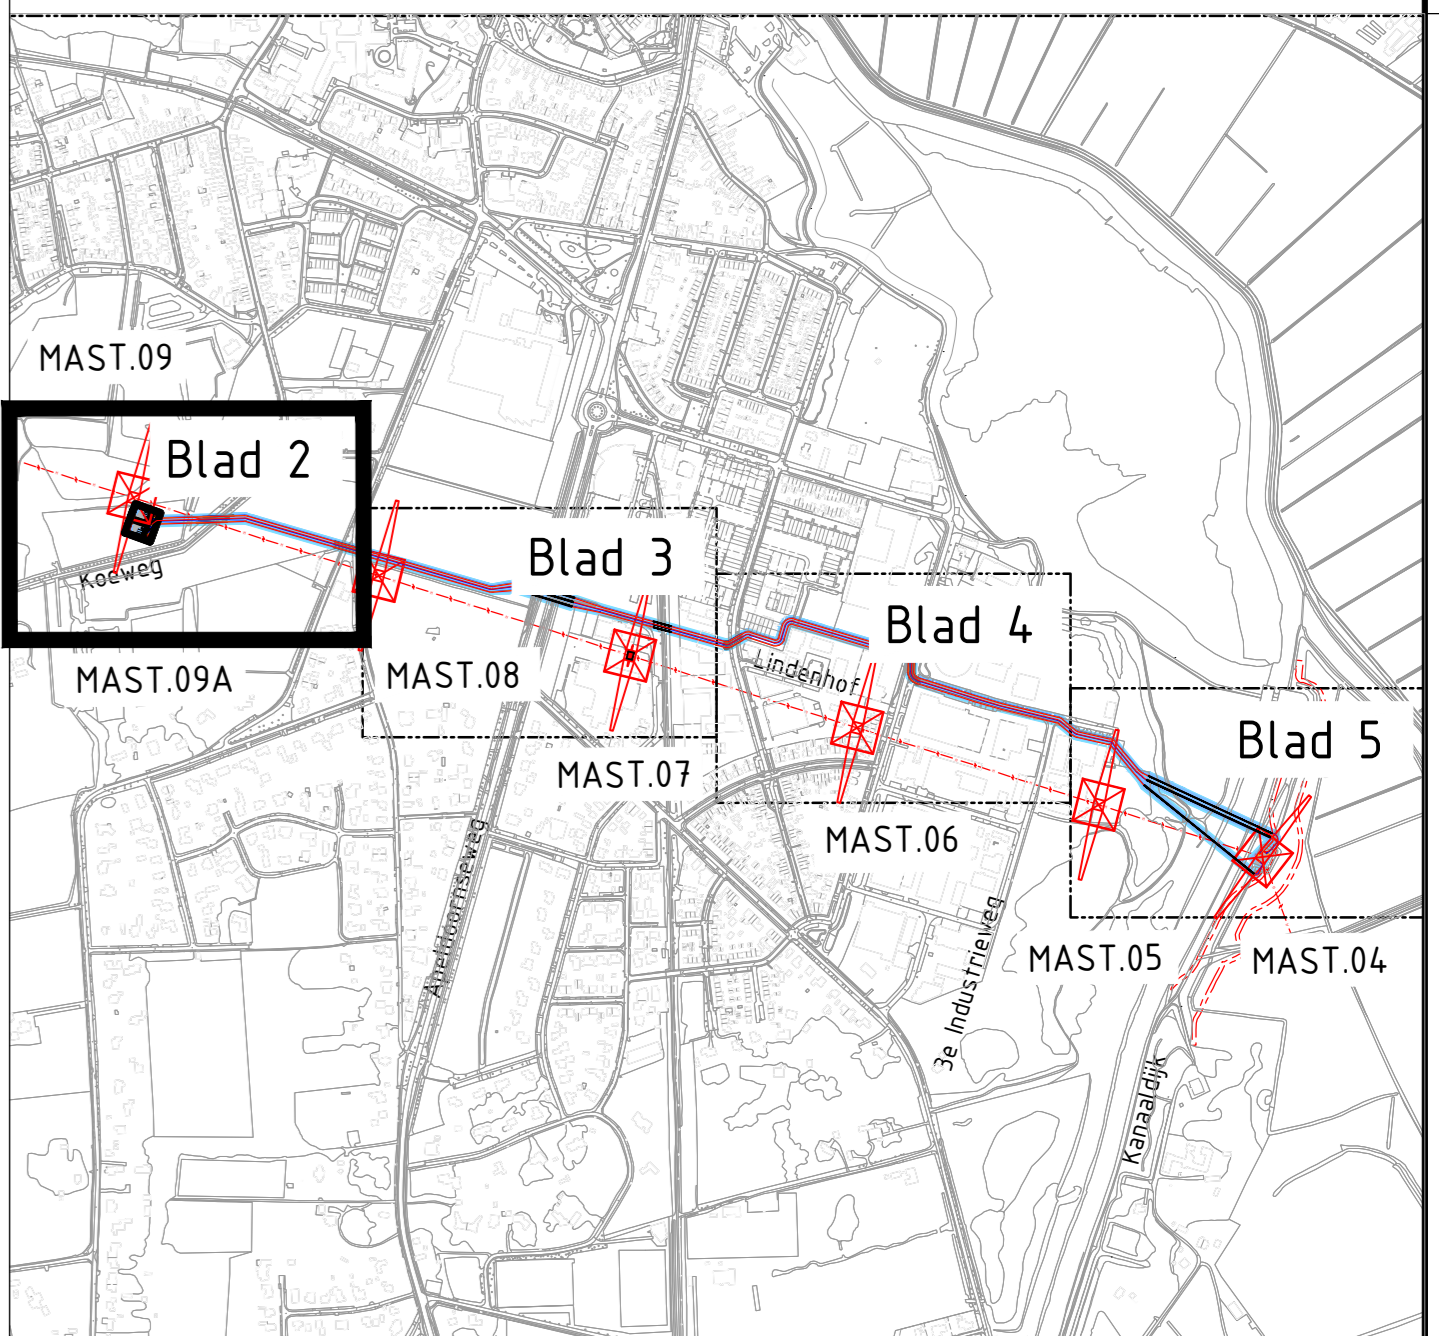 MAST.09
Blad 2
Koeweg
Blad 3
Blad 4
Lindenhof
MAST.09A
MAST.08
Blad 5
MAST.07
MAST.06
Apeldoornseweg
3e Industrieweg
MAST.05
MAST.04
Kanaaldijk